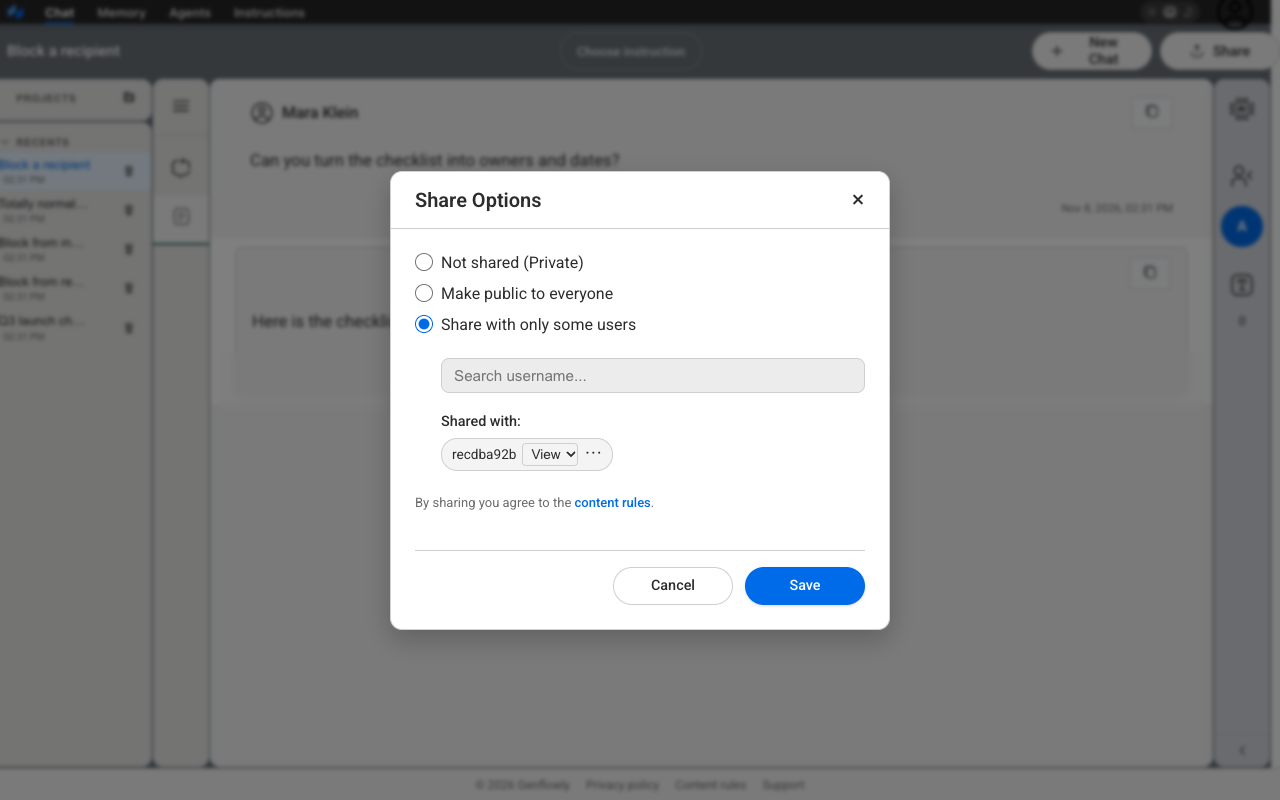 Chat Memory Agents Instructions
Block a recipient
Choose instruction
New Chat
Share
PROJECTS
RECENTS
Block a recipient
02:31 PM
Totally normal...
02:31 PM
Block from m...
02:31 PM
Block from re...
02:31 PM
Q3 launch ch...
02:31 PM
Mara Klein
Can you turn the checklist into owners and dates?
Nov 8, 2026, 02:31 PM
Here is the checkli
A
0
Share Options
Not shared (Private)
Make public to everyone
Share with only some users
Search username...
Shared with:
recdba92b View
By sharing you agree to the content rules.
Cancel
Save
© 2026 Genflowly Privacy policy Content rules Support